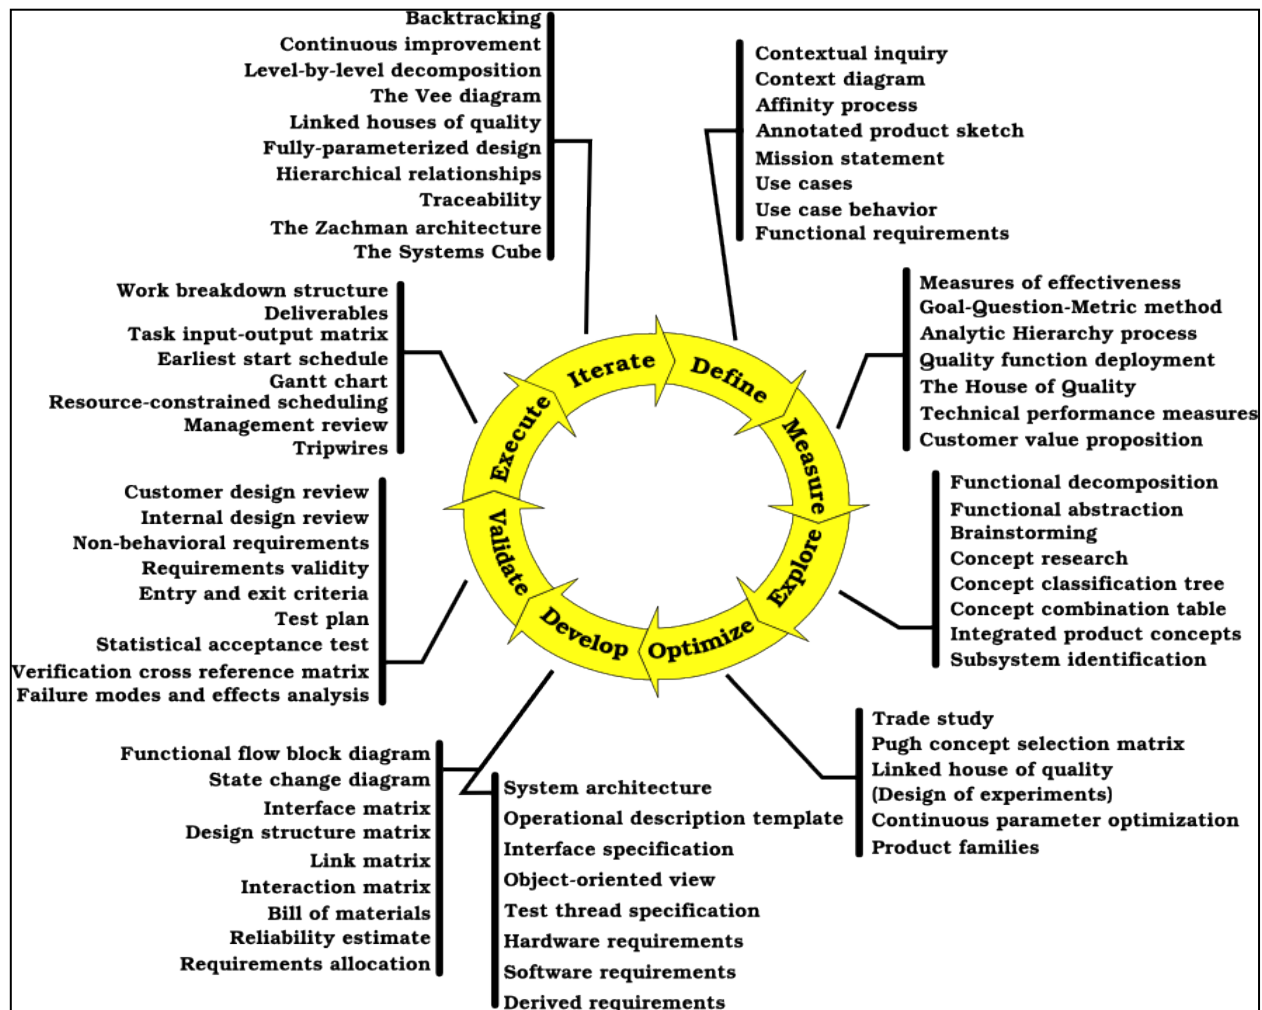 Backtracking
Continuous improvement
Level-by-level decomposition
The Vee diagram
Linked houses of quality
Fully-parameterized design
Hierarchical relationships
Traceability
The Zachman architecture
The Systems Cube
Contextual inquiry
Context diagram
Affinity process
Annotated product sketch
Mission statement
Use cases
Use case behavior
Functional requirements
Work breakdown structure
Deliverables
Task input-output matrix
Earliest start schedule
Gantt chart
Resource-constrained scheduling
Management review
Tripwires
Measures of effectiveness
Goal-Question-Metric method
Analytic Hierarchy process
Quality function deployment
The House of Quality
Technical performance measures
Customer value proposition
Iterate
Define
Measure
Explore
Optimize
Develop
Validate
Execute
Customer design review
Internal design review
Non-behavioral requirements
Requirements validity
Entry and exit criteria
Test plan
Statistical acceptance test
Verification cross reference matrix
Failure modes and effects analysis
Functional decomposition
Functional abstraction
Brainstorming
Concept research
Concept classification tree
Concept combination table
Integrated product concepts
Subsystem identification
Functional flow block diagram
State change diagram
Interface matrix
Design structure matrix
Link matrix
Interaction matrix
Bill of materials
Reliability estimate
Requirements allocation
System architecture
Operational description template
Interface specification
Object-oriented view
Test thread specification
Hardware requirements
Software requirements
Derived requirements
Trade study
Pugh concept selection matrix
Linked house of quality
(Design of experiments)
Continuous parameter optimization
Product families